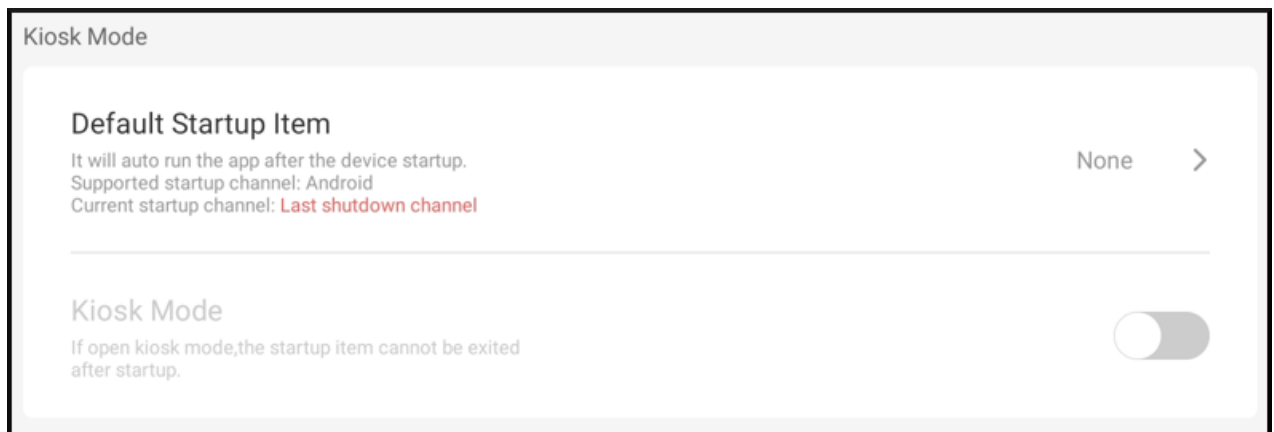 Kiosk Mode
Default Startup Item
It will auto run the app after the device startup.
Supported startup channel: Android
Current startup channel: Last shutdown channel
None
Kiosk Mode
If open kiosk mode,the startup item cannot be exited
after startup.